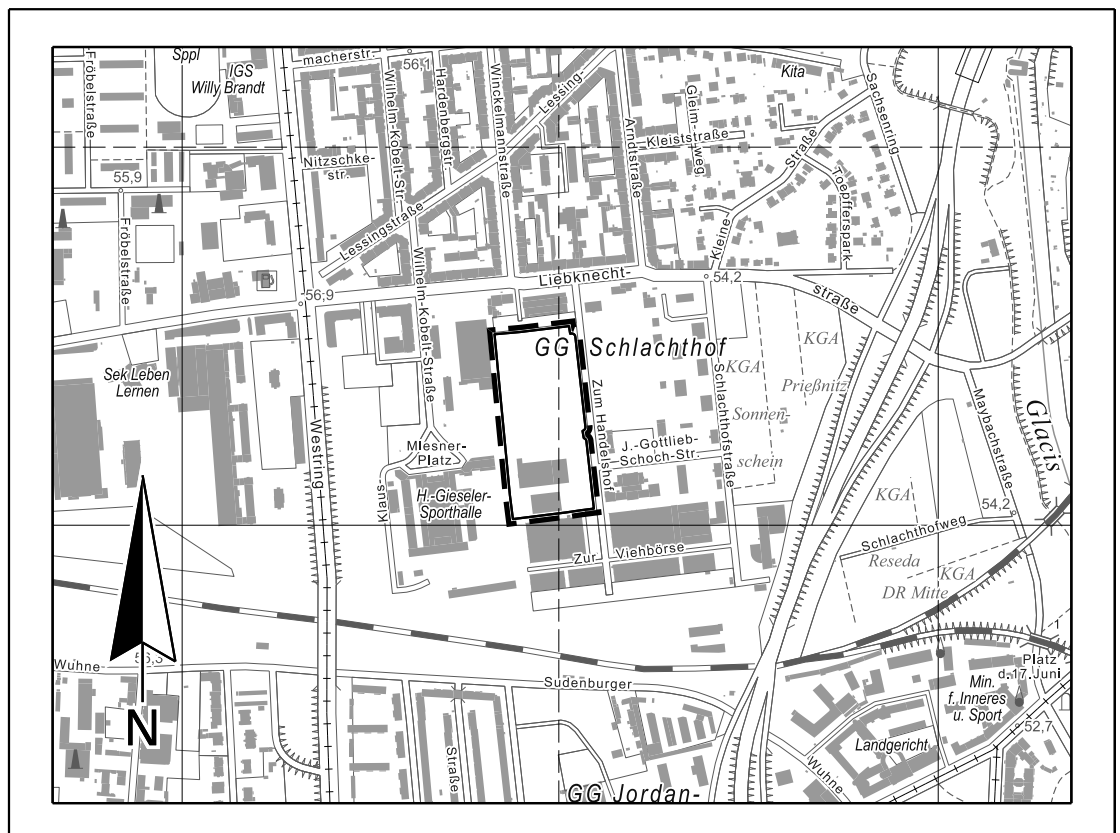 Sppl
IGS
Willy Brandt
Fröbelstraße
macherstr.
56,1
Wilhelm-Kobelt-Str.
Hardenbergstr.
Winckelmannstraße
Lessing-
Arndtstraße
Gleim-
weg
Kleiststraße
Kita
Sachsenring
Straße
Kleine
Toepfferspark
Nitzschke-
str.
55,9
Fröbelstraße
Lessingstraße
Wilhelm-Kobelt-Straße
Liebknecht-
54,2
straße
56,9
GG Schlachthof
KGA
KGA
Prießnitz
Sonnen-
schein
Sek Leben
Lernen
Westring
Zum Handelshof
Schlachthofstraße
Maybachstraße
Glacis
Mesner-
Platz
Klaus-
H.-Gieseler-
Sporthalle
J.-Gottlieb-
Schoch-Str.
KGA
54,2
Schlachthofweg
Zur Viehbörse
Reseda
KGA
DR Mitte
Wuhne
56,3
Sudenburger
Platz
d.17.Juni
Min.
f. Inneres
u. Sport
52,7
N
Landgericht
Straße
Wuhne
GG Jordan-